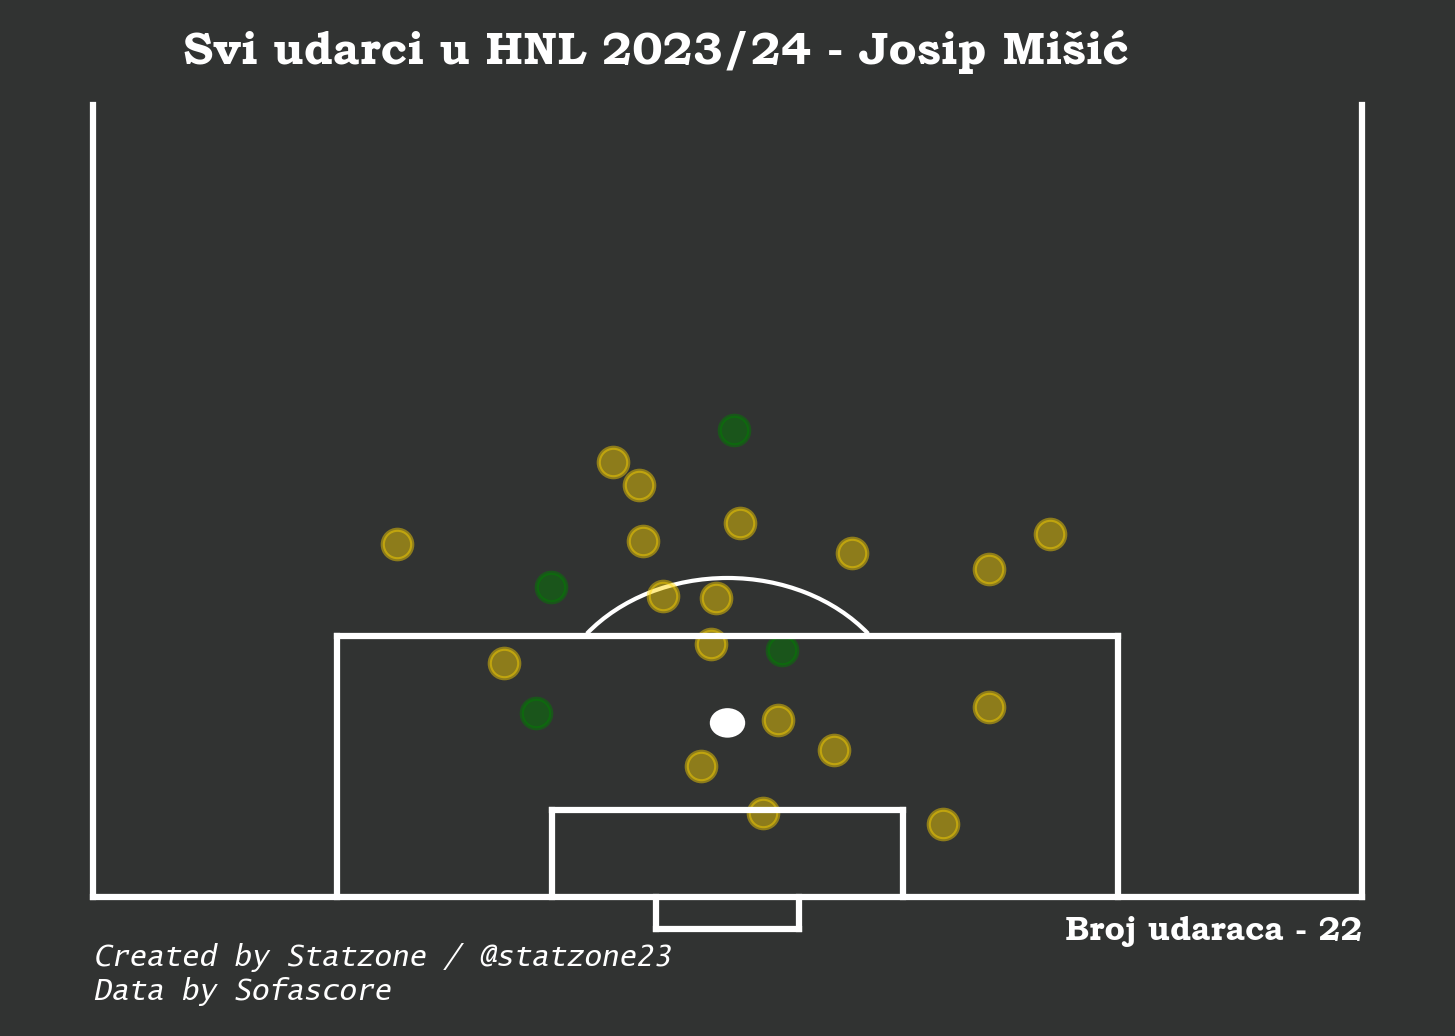 Svi udarci u HNL 2023/24 - Josip Mišić
Broj udaraca - 22
Created by Statzone / @statzone23
Data by Sofascore